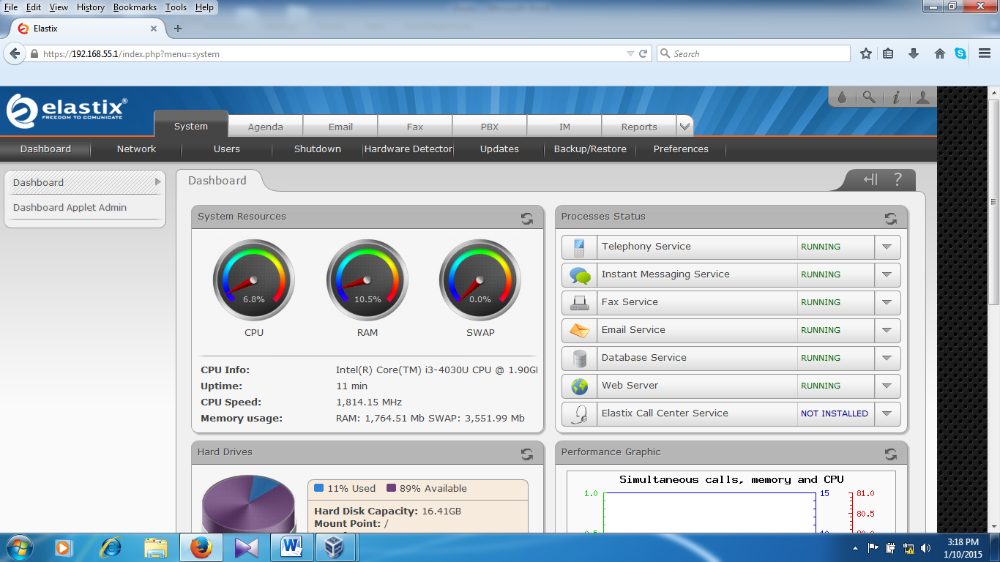 File Edit View History Bookmarks Tools Help
Elastix
https://192.168.55.1/index.php?menu=system
Search
elastix®
FREEDOM TO COMUNICATE
System Agenda Email Fax PBX IM Reports
Dashboard Network Users Shutdown Hardware Detector Updates Backup/Restore Preferences
Dashboard
Dashboard Applet Admin
Dashboard
?
System Resources
6.8% 10.5% 0.0%
CPU RAM SWAP
CPU Info: Intel(R) Core(TM) i3-4030U CPU @ 1.90G
Uptime: 11 min
CPU Speed: 1,814.15 MHz
Memory usage: RAM: 1,764.51 Mb SWAP: 3,551.99 Mb
Processes Status
Telephony Service RUNNING
Instant Messaging Service RUNNING
Fax Service RUNNING
Email Service RUNNING
Database Service RUNNING
Web Server RUNNING
Elastix Call Center Service NOT INSTALLED
Hard Drives
11% Used 89% Available
Hard Disk Capacity: 16.41GB
Mount Point: /
Performance Graphic
Simultaneous calls, memory and CPU
1.0 15 81.0
80.5
3:18 PM
1/10/2015